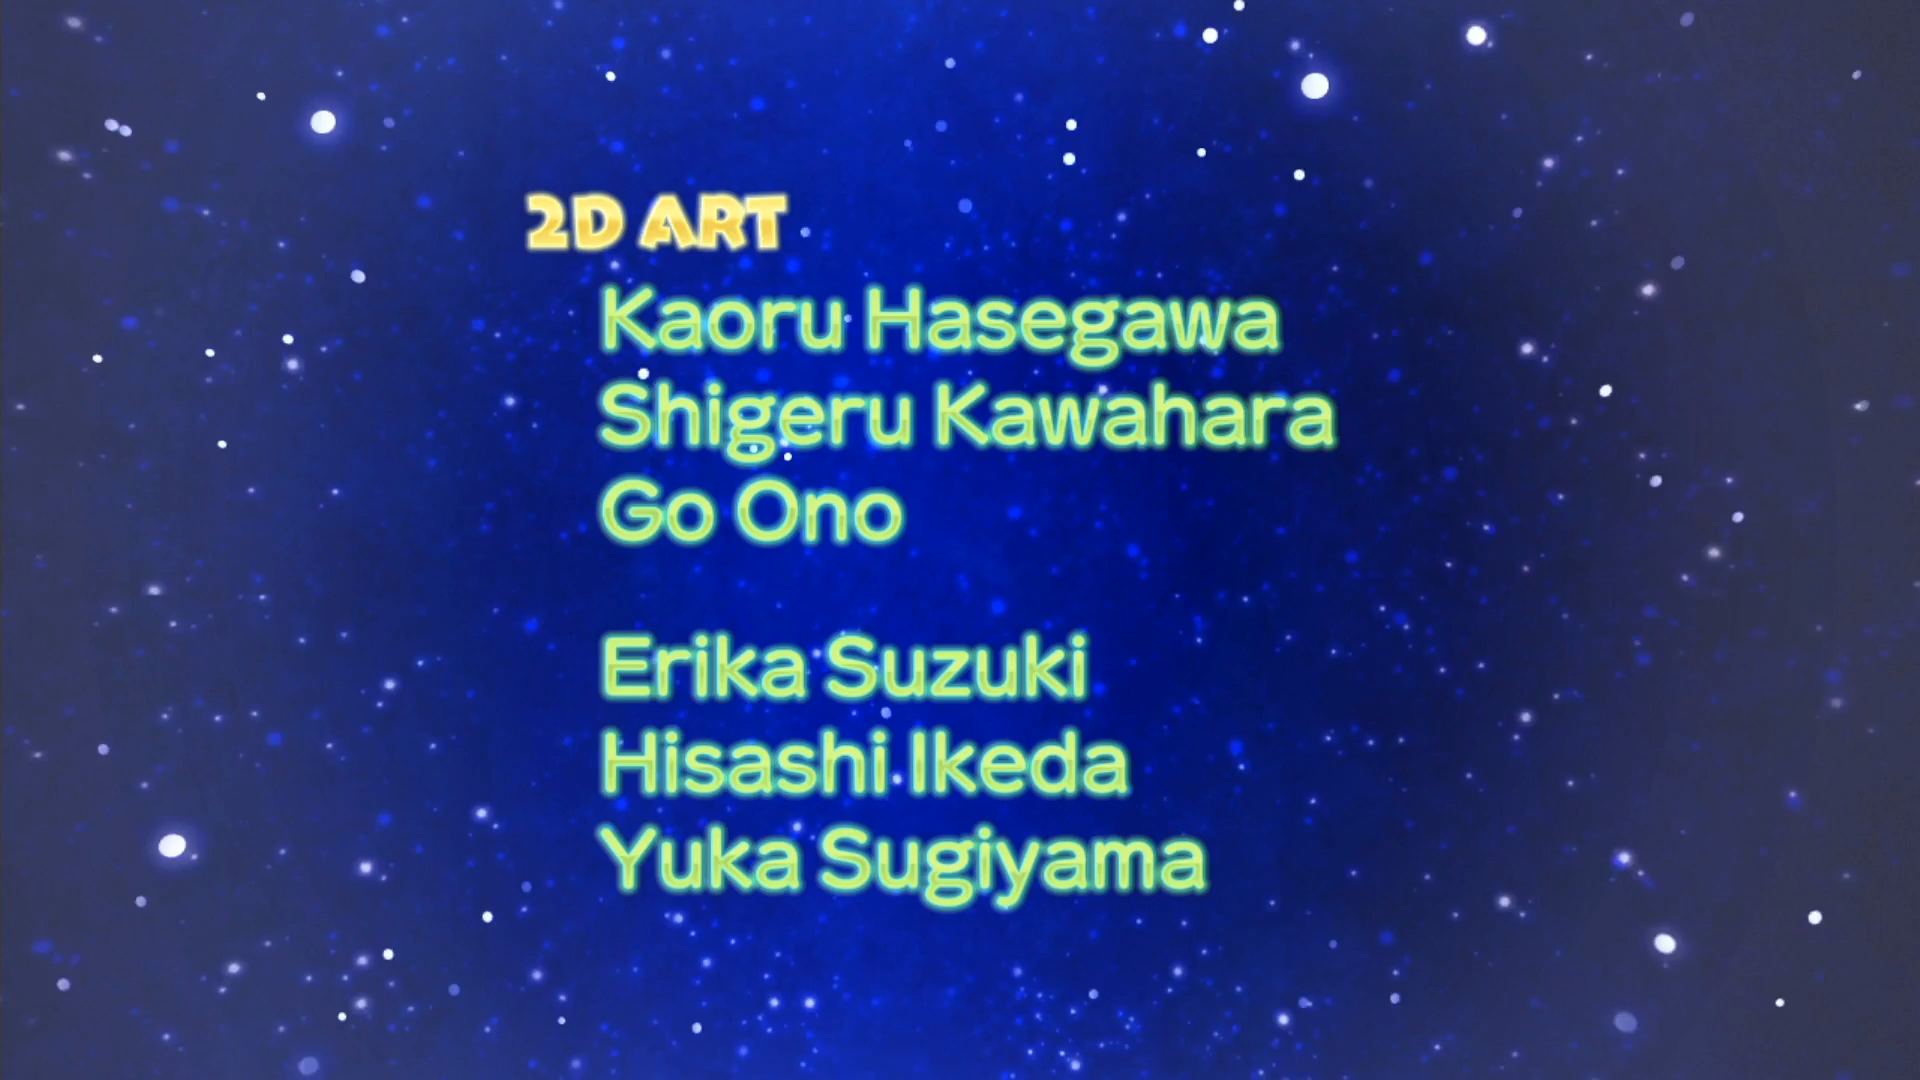 2D ART
Kaoru Hasegawa
Shigeru Kawahara
Go Ono
Erika Suzuki
Hisashi Ikeda
Yuka Sugiyama